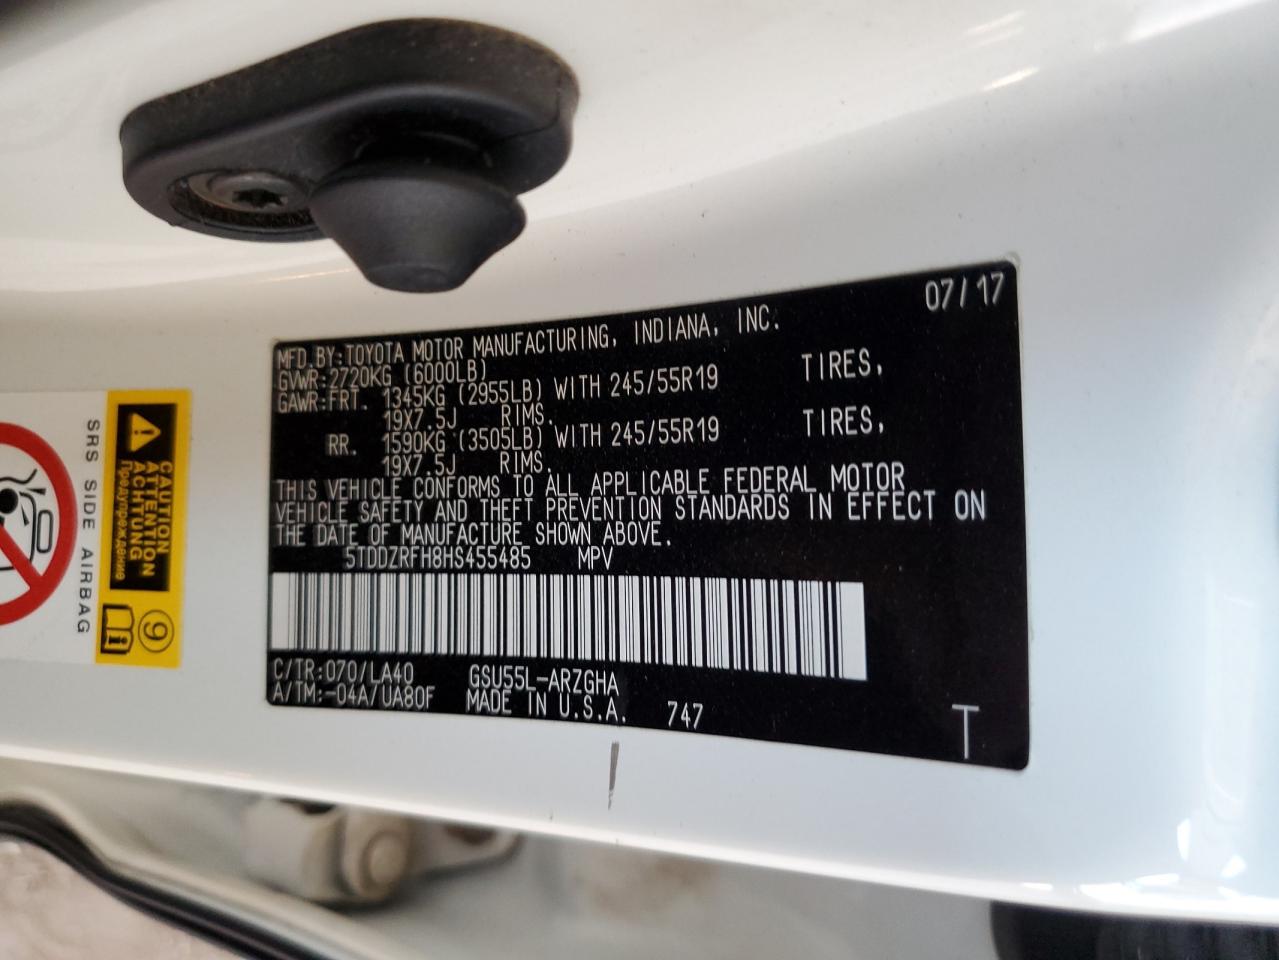 07/17
MFD.BY:TOYOTA MOTOR MANUFACTURING, INDIANA, INC.
GVWR:2720KG (6000LB)
GAWR:FRT. 1345KG (2955LB) WITH 245/55R19 TIRES,
19X7.5J RIMS.
RR. 1590KG (3505LB) WITH 245/55R19 TIRES,
19X7.5J RIMS.
THIS VEHICLE CONFORMS TO ALL APPLICABLE FEDERAL MOTOR
VEHICLE SAFETY AND THEFT PREVENTION STANDARDS IN EFFECT ON
THE DATE OF MANUFACTURE SHOWN ABOVE.
5TDDZRFH8HS455485 MPV
C/TR:070/LA40 GSU55L-ARZGHA
A/TM:-04A/UA80F MADE IN U.S.A. 747
T
CAUTION
ATTENTION
ACHTUNG
Предупреждение
9
i
SRS SIDE AIRBAG